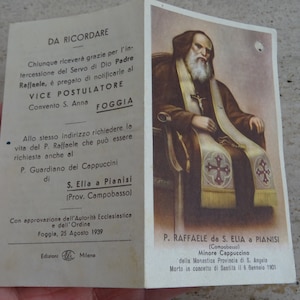 DA RICORDARE
Chiunque riceverà grazie per l'in-
tercessione del Servo di Dio Padre
Raffaele, è pregato di notificarle al
VICE POSTULATORE
Convento S. Anna FOGGIA
Allo stesso indirizzo richiedere la
vita del P. Raffaele che può essere
richiesta anche al
P. Guardiano dei Cappuccini
di
S. Elia a Pianisi
(Prov. Campobasso)
Con approvazione dell'Autorità Ecclesiastica
e dell'Ordine
Foggia, 25 Agosto 1939
Edizioni Milano
P. RAFFAELE da S. ELIA a PIANISI
(Campobasso)
Minore Cappuccino
della Monastica Provincia di S. Angelo
Morto in concetto di Santità il 6 Gennaio 1901